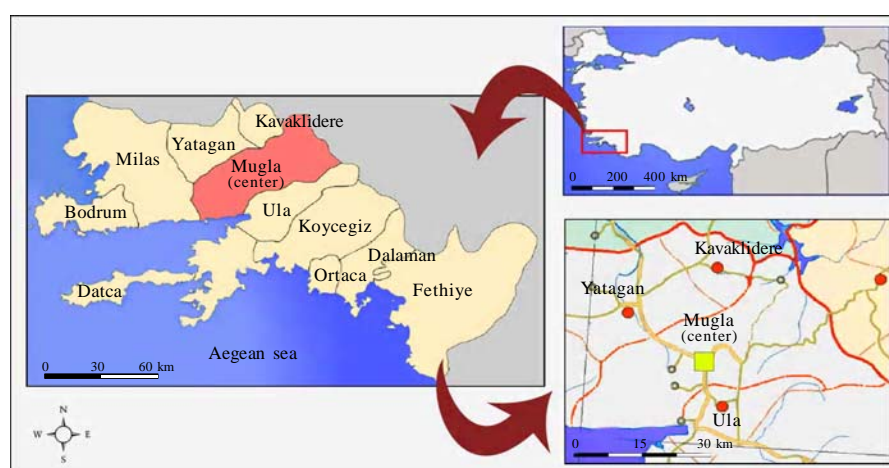 Kavaklidere
Yatagan
Milas
Mugla
(center)
Bodrum
Ula
Koycegiz
Dalaman
Ortaca
Datca
Fethiye
Aegean sea
0 30 60 km
N
W E
S
0 200 400 km
Kavaklidere
Yatagan
Mugla
(center)
Ula
0 15 30 km